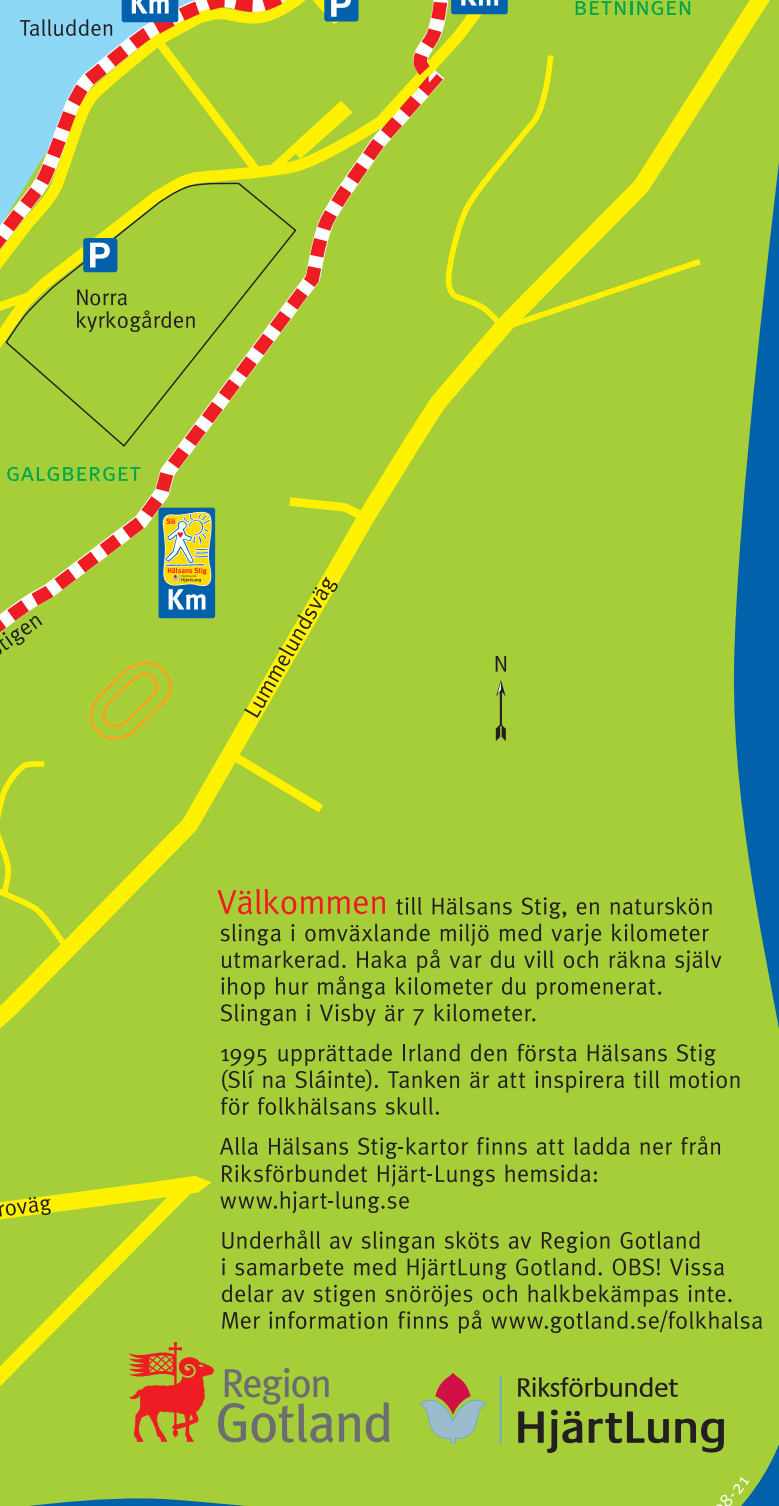 Km
P
Km
BETNINGEN
Talludden
P
Norra
kyrkogården
GALGBERGET
Slí
Hälsans Stig
HjärtLung
Km
Lummelundsväg
N
Välkommen till Hälsans Stig, en naturskön
slinga i omväxlande miljö med varje kilometer
utmarkerad. Haka på var du vill och räkna själv
ihop hur många kilometer du promenerat.
Slingan i Visby är 7 kilometer.
1995 upprättade Irland den första Hälsans Stig
(Slí na Sláinte). Tanken är att inspirera till motion
för folkhälsans skull.
Alla Hälsans Stig-kartor finns att ladda ner från
Riksförbundet Hjärt-Lungs hemsida:
www.hjart-lung.se
Underhåll av slingan sköts av Region Gotland
i samarbete med HjärtLung Gotland. OBS! Vissa
delar av stigen snöröjes och halkbekämpas inte.
Mer information finns på www.gotland.se/folkhalsa
Region
Gotland
Riksförbundet
HjärtLung